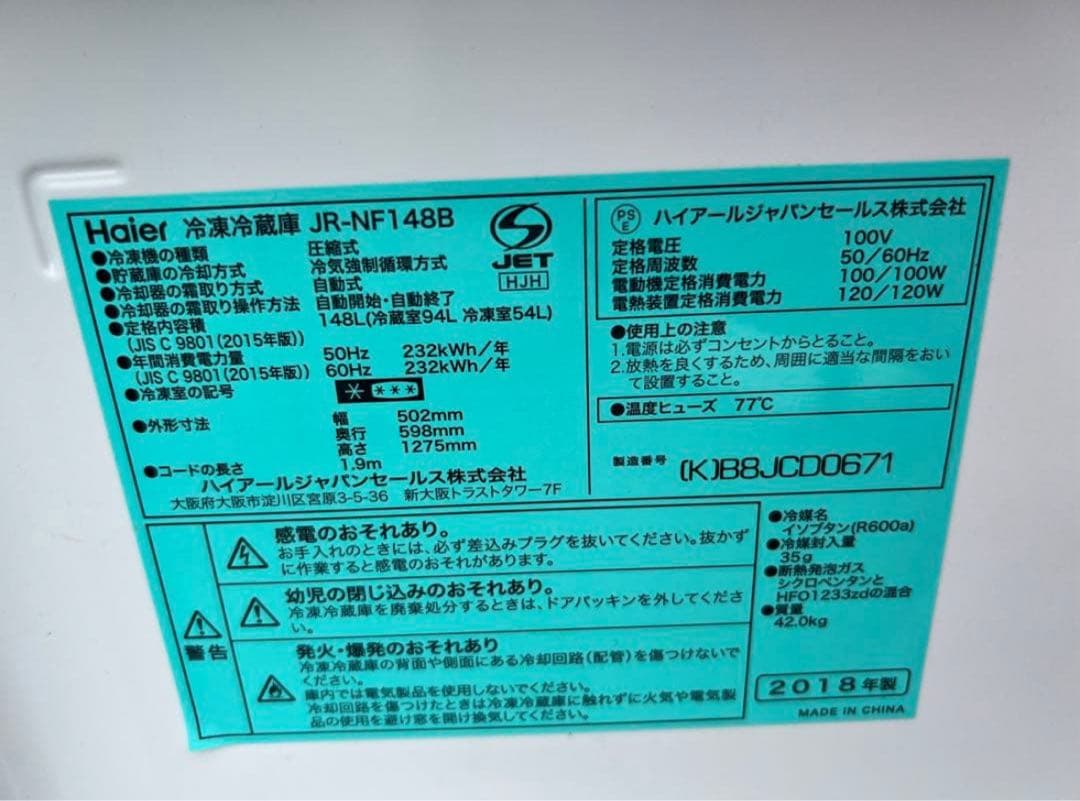 Haier 冷凍冷蔵庫 JR-NF148B
●冷凍機の種類 圧縮式
●貯蔵庫の冷却方式 冷気強制循環方式
●冷却器の霜取り方式 自動式
●冷却器の霜取り操作方法 自動開始・自動終了
●定格内容積 148L(冷蔵室94L 冷凍室54L)
(JIS C 9801(2015年版))
●年間消費電力量 50Hz 232kWh/年
(JIS C 9801(2015年版)) 60Hz 232kWh/年
●冷凍室の記号 * ***
●外形寸法 幅 502mm
奥行 598mm
高さ 1275mm
●コードの長さ 1.9m
ハイアールジャパンセールス株式会社
大阪府大阪市淀川区宮原3-5-36 新大阪トラストタワー7F
S
JET
HJH
PS
E ハイアールジャパンセールス株式会社
定格電圧 100V
定格周波数 50/60Hz
電動機定格消費電力 100/100W
電熱装置定格消費電力 120/120W
●使用上の注意
1.電源は必ずコンセントからとること。
2.放熱を良くするため、周囲に適当な間隔をおい
て設置すること。
●温度ヒューズ 77℃
製造番号 (K)B8JCD0671
警告
感電のおそれあり。
お手入れのときには、必ず差込みプラグを抜いてください。抜かず
に作業すると感電のおそれがあります。
幼児の閉じ込みのおそれあり。
冷凍冷蔵庫を廃棄処分するときは、ドアパッキンを外してくださ
い。
発火・爆発のおそれあり
冷凍冷蔵庫の背面や側面にある冷却回路(配管)を傷つけないで
ください。
庫内では電気製品を使用しないでください。
冷却回路を傷つけたときは冷凍冷蔵庫に触れずに火気や電気製
品の使用を避け窓を開け換気してください。
●冷媒名
イソブタン(R600a)
●冷媒封入量
35g
●断熱発泡ガス
シクロペンタンと
HFO1233zdの混合
●質量
42.0kg
2018年製
MADE IN CHINA